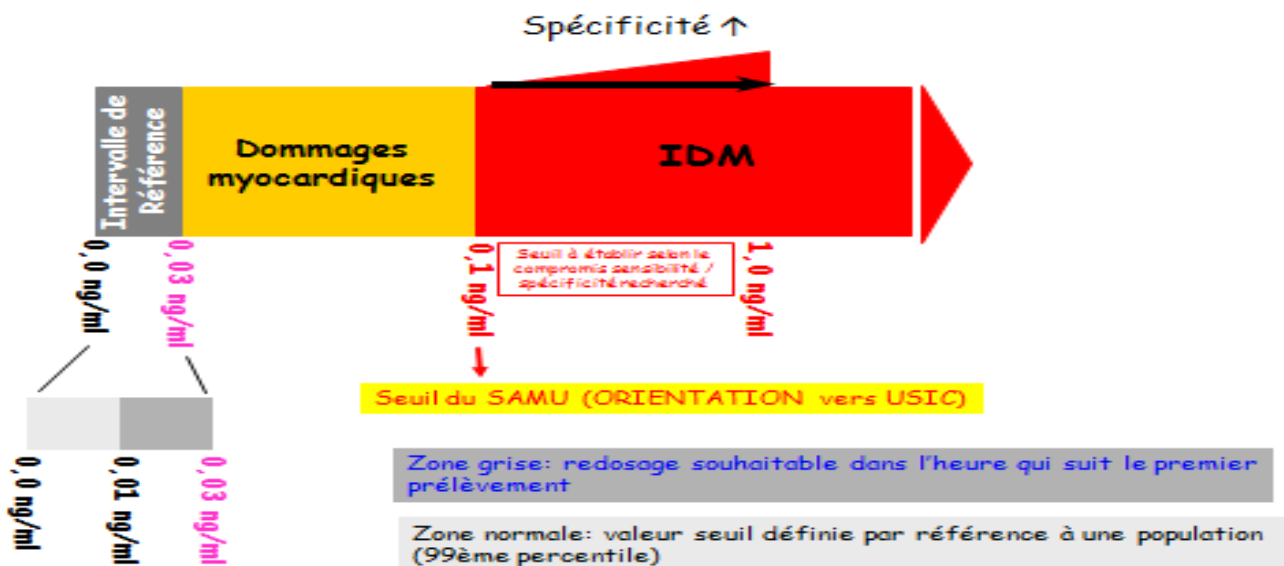 Spécificité ↑
Intervalle de
Référence
Dommages
myocardiques
IDM
0,0 ng/ml
0,03 ng/ml
0,1 ng/ml
Seuil à établir selon le
compromis sensibilité /
spécificité recherché
1,0 ng/ml
Seuil du SAMU (ORIENTATION vers USIC)
0,0 ng/ml
0,01 ng/ml
0,03 ng/ml
Zone grise: redosage souhaitable dans l'heure qui suit le premier
prélèvement
Zone normale: valeur seuil définie par référence à une population
(99ème percentile)